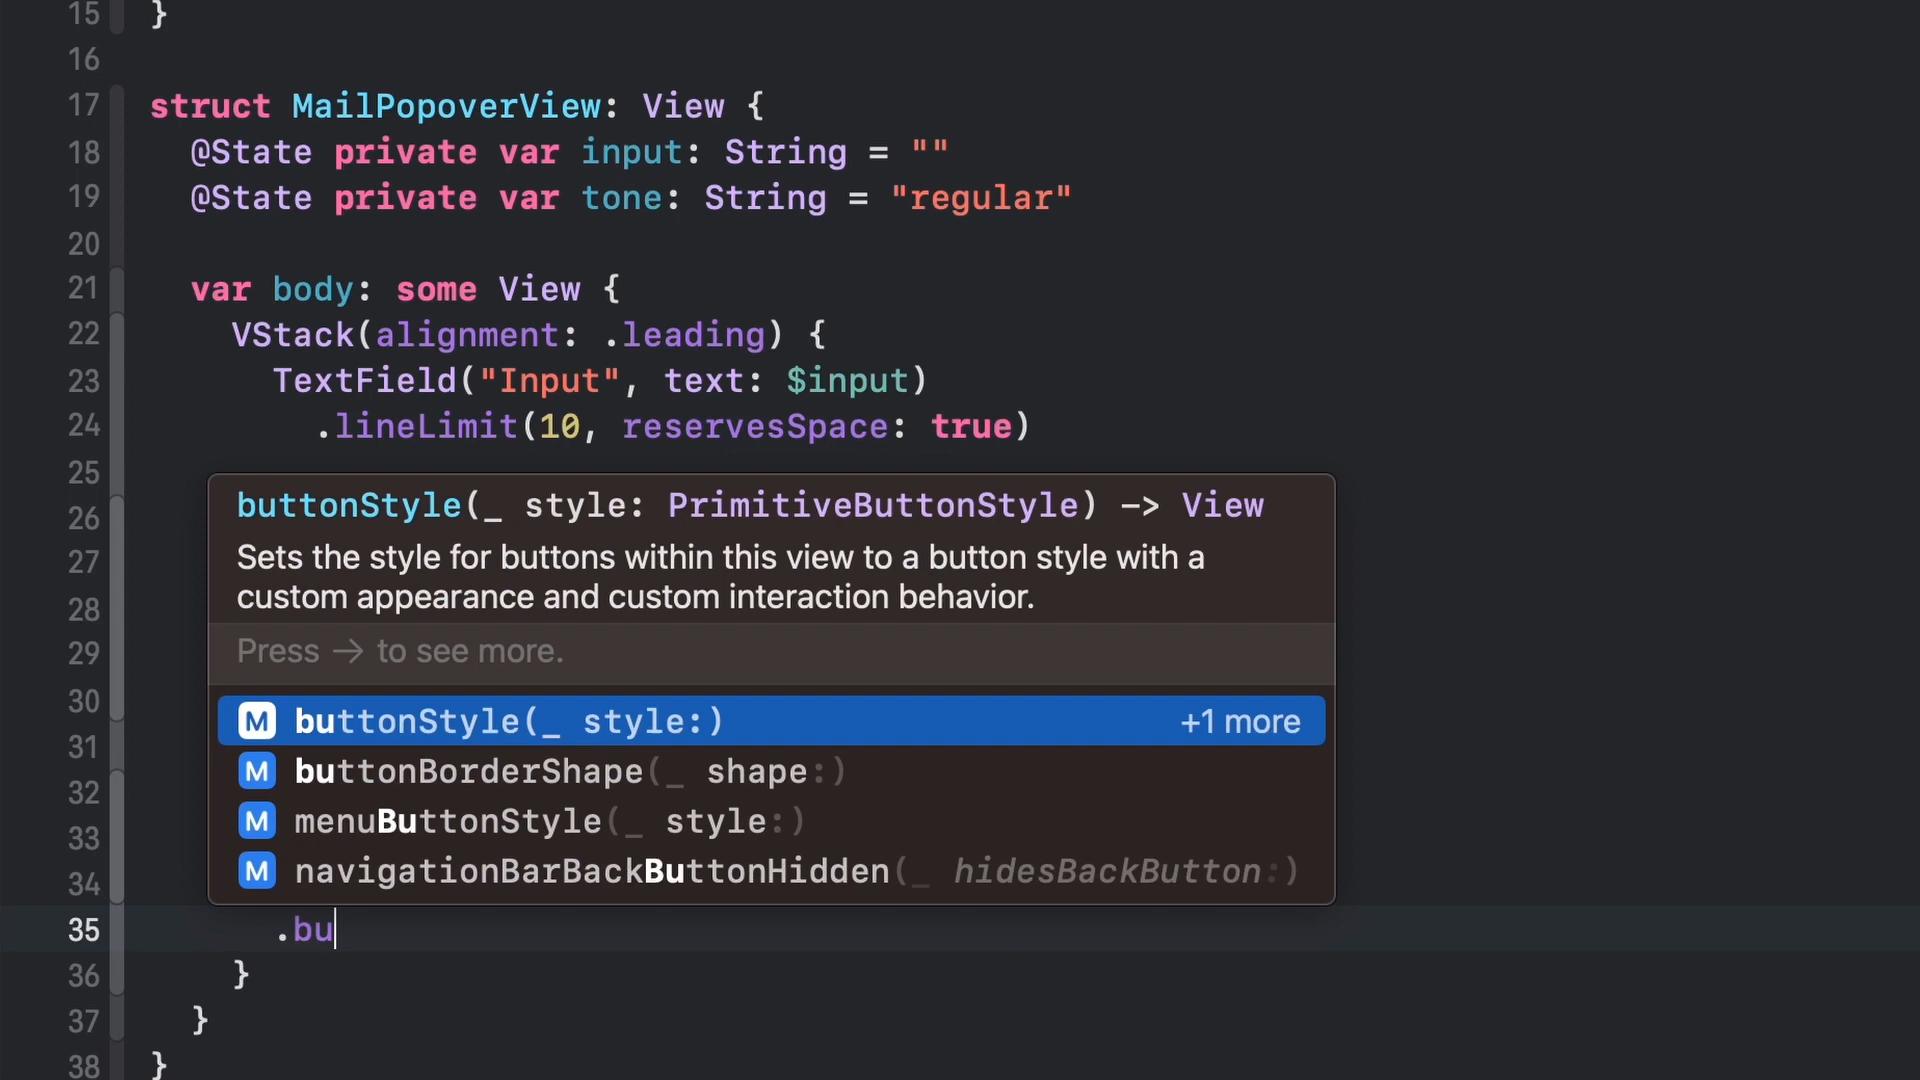 15 }
16
17 struct MailPopoverView: View {
18 @State private var input: String = ""
19 @State private var tone: String = "regular"
20
21 var body: some View {
22 VStack(alignment: .leading) {
23 TextField("Input", text: $input)
24 .lineLimit(10, reservesSpace: true)
25
26 buttonStyle(_ style: PrimitiveButtonStyle) -> View
27 Sets the style for buttons within this view to a button style with a
28 custom appearance and custom interaction behavior.
29 Press → to see more.
30
31 M buttonStyle(_ style:) +1 more
32 M buttonBorderShape(_ shape:)
33 M menuButtonStyle(_ style:)
34 M navigationBarBackButtonHidden(_ hidesBackButton:)
35 .bu
36 }
37 }
38 }